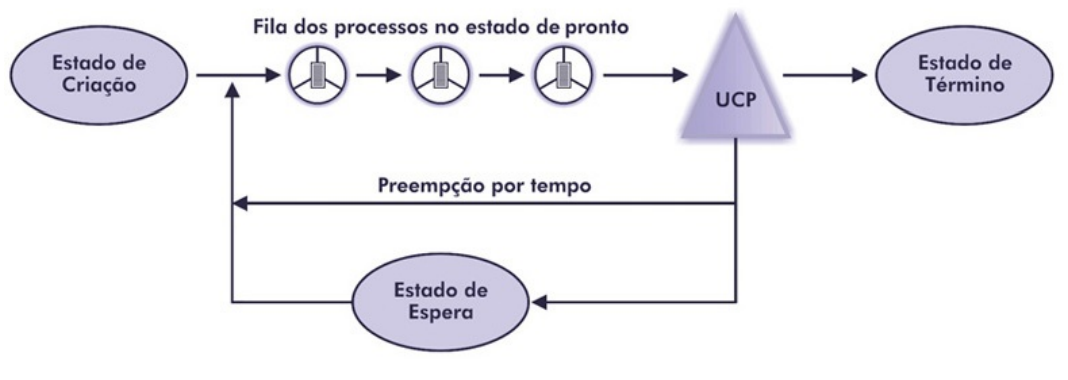 Fila dos processos no estado de pronto
Estado de
Criação
UCP
Estado de
Término
Preempção por tempo
Estado de
Espera